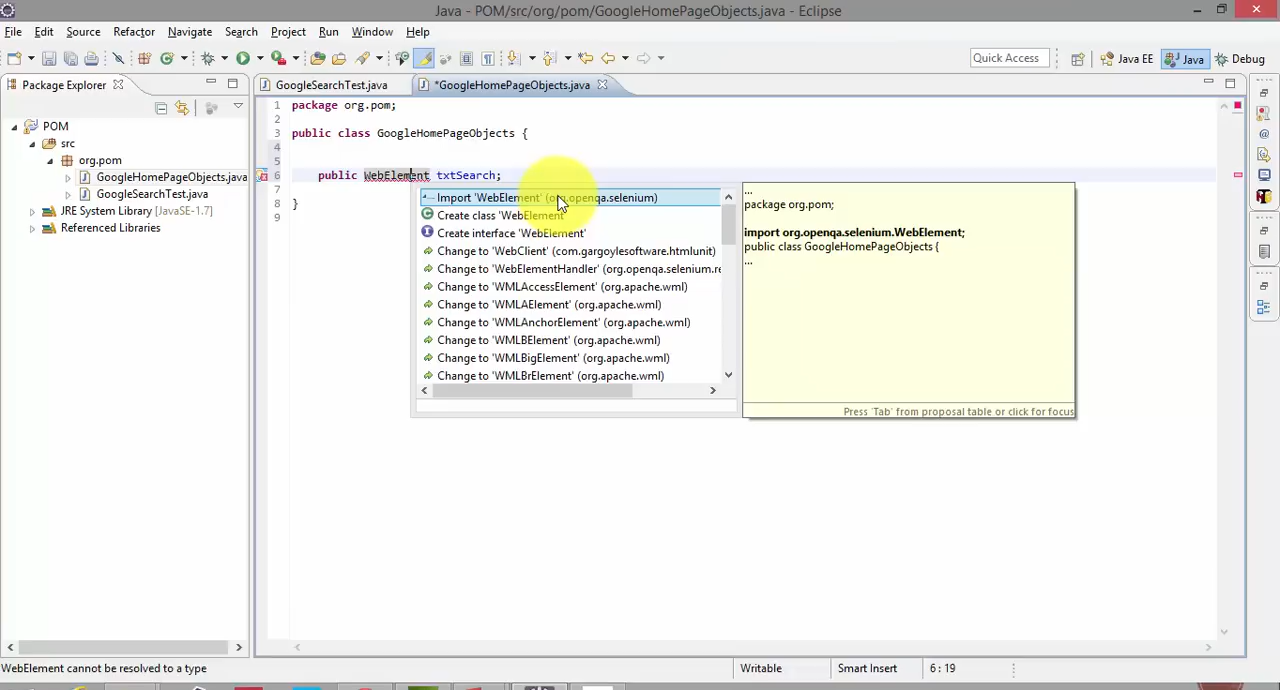 Java - POM/src/org/pom/GoogleHomePageObjects.java - Eclipse
File Edit Source Refactor Navigate Search Project Run Window Help
Quick Access Java EE Java Debug
Package Explorer GoogleSearchTest.java *GoogleHomePageObjects.java
POM
src
org.pom
GoogleHomePageObjects.java
GoogleSearchTest.java
JRE System Library [JavaSE-1.7]
Referenced Libraries
1 package org.pom;
2
3 public class GoogleHomePageObjects {
4
5
6 public WebElement txtSearch;
7
8 }
9
Import 'WebElement' (org.openqa.selenium)
Create class 'WebElement'
Create interface 'WebElement'
Change to 'WebClient' (com.gargoylesoftware.htmlunit)
Change to 'WebElementHandler' (org.openqa.selenium.re
Change to 'WMLAccessElement' (org.apache.wml)
Change to 'WMLAElement' (org.apache.wml)
Change to 'WMLAnchorElement' (org.apache.wml)
Change to 'WMLBElement' (org.apache.wml)
Change to 'WMLBigElement' (org.apache.wml)
Change to 'WMLBrElement' (org.apache.wml)
...
package org.pom;
import org.openqa.selenium.WebElement;
public class GoogleHomePageObjects {
...
Press 'Tab' from proposal table or click for focus
WebElement cannot be resolved to a type Writable Smart Insert 6 : 19